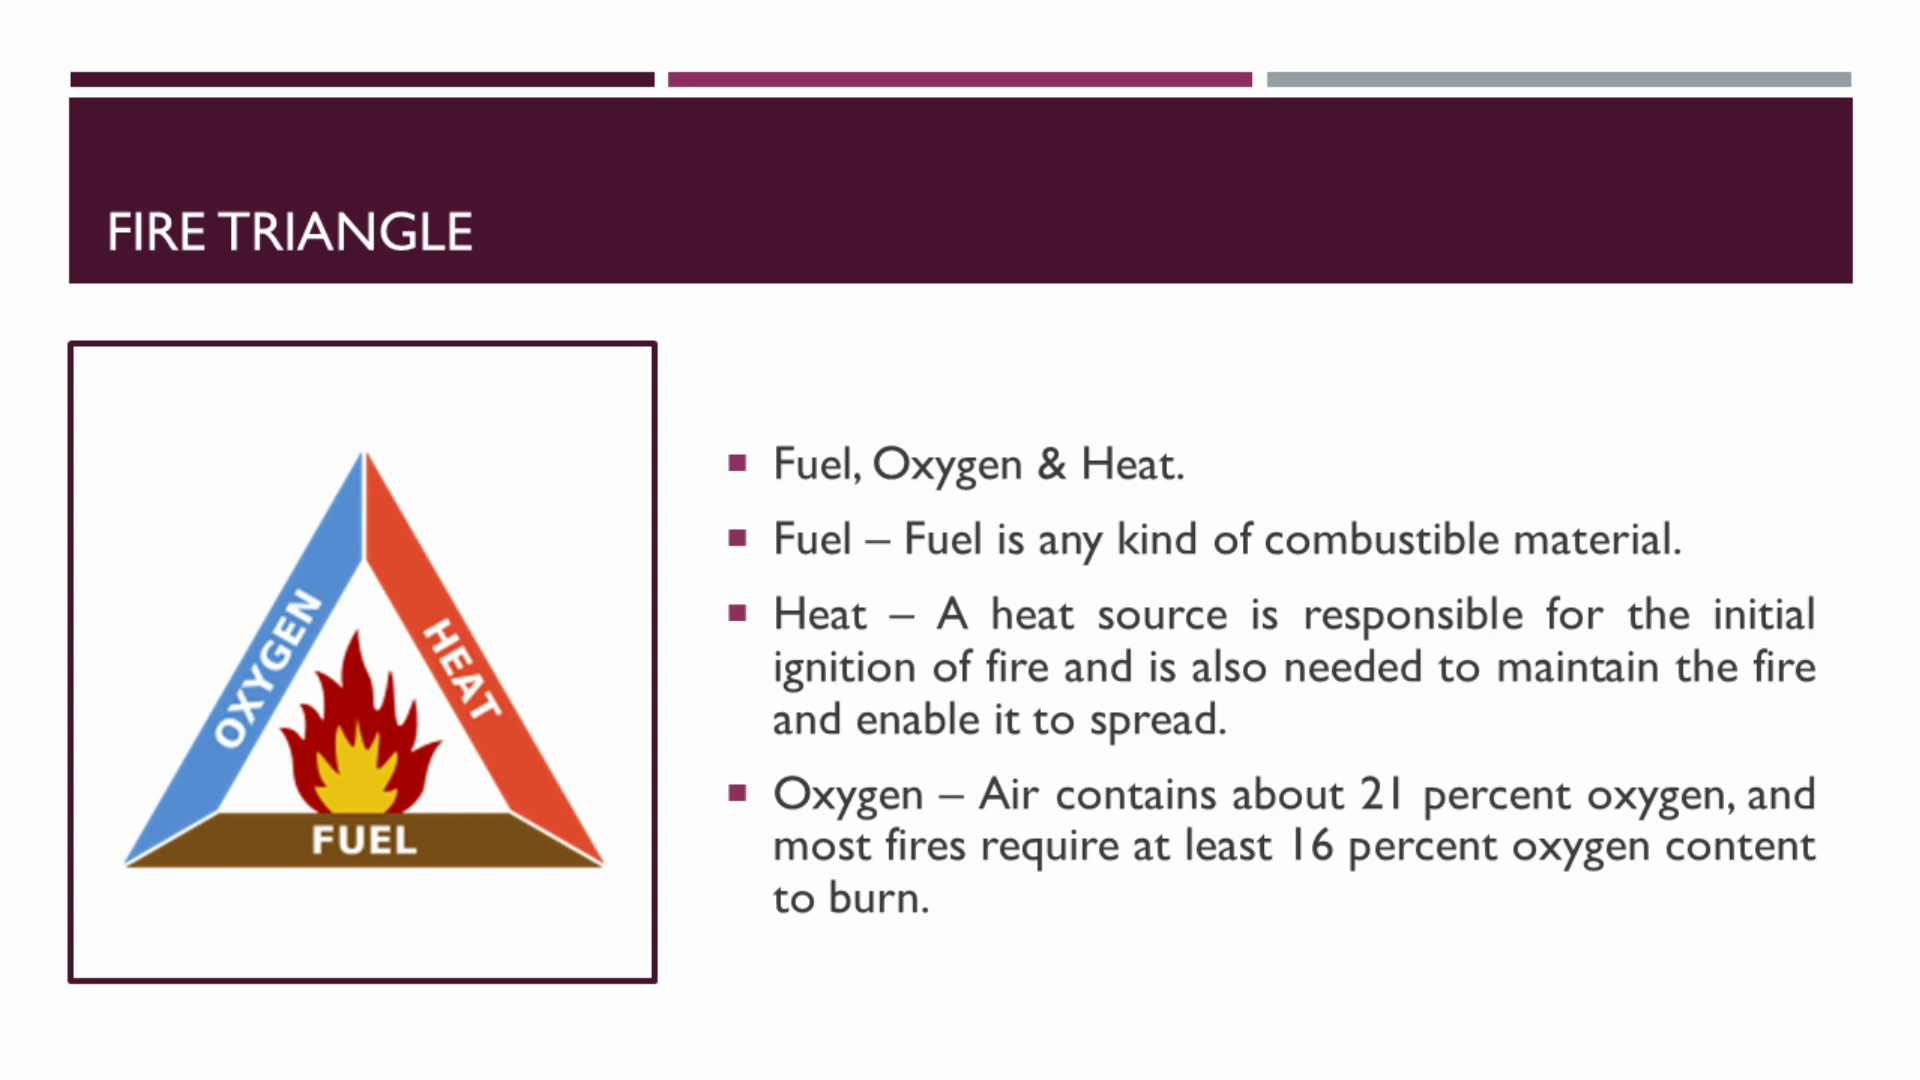 FIRE TRIANGLE
OXYGEN
HEAT
FUEL
Fuel, Oxygen & Heat.
Fuel – Fuel is any kind of combustible material.
Heat – A heat source is responsible for the initial
ignition of fire and is also needed to maintain the fire
and enable it to spread.
Oxygen – Air contains about 21 percent oxygen, and
most fires require at least 16 percent oxygen content
to burn.